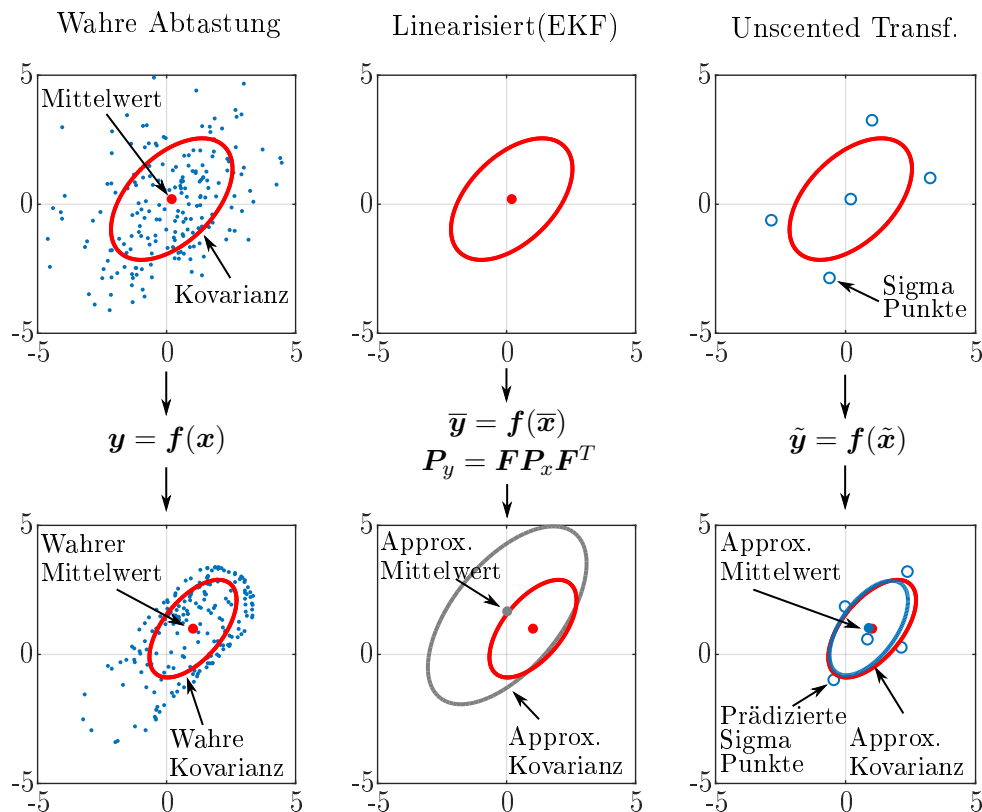 Wahre Abtastung
Linearisiert(EKF)
Unscented Transf.
5
Mittelwert
0
Kovarianz
-5
-5
0
5
5
0
-5
-5
0
5
5
0
Sigma
Punkte
-5
-5
0
5
y = f(x)
y̅ = f(x̅)
P_y = FP_xF^T
ỹ = f(x̃)
5
Wahrer
Mittelwert
0
Wahre
Kovarianz
-5
-5
0
5
5
Approx.
Mittelwert
0
Approx.
Kovarianz
-5
-5
0
5
5
Approx.
Mittelwert
0
Prädizierte
Sigma
Punkte
Approx.
Kovarianz
-5
-5
0
5